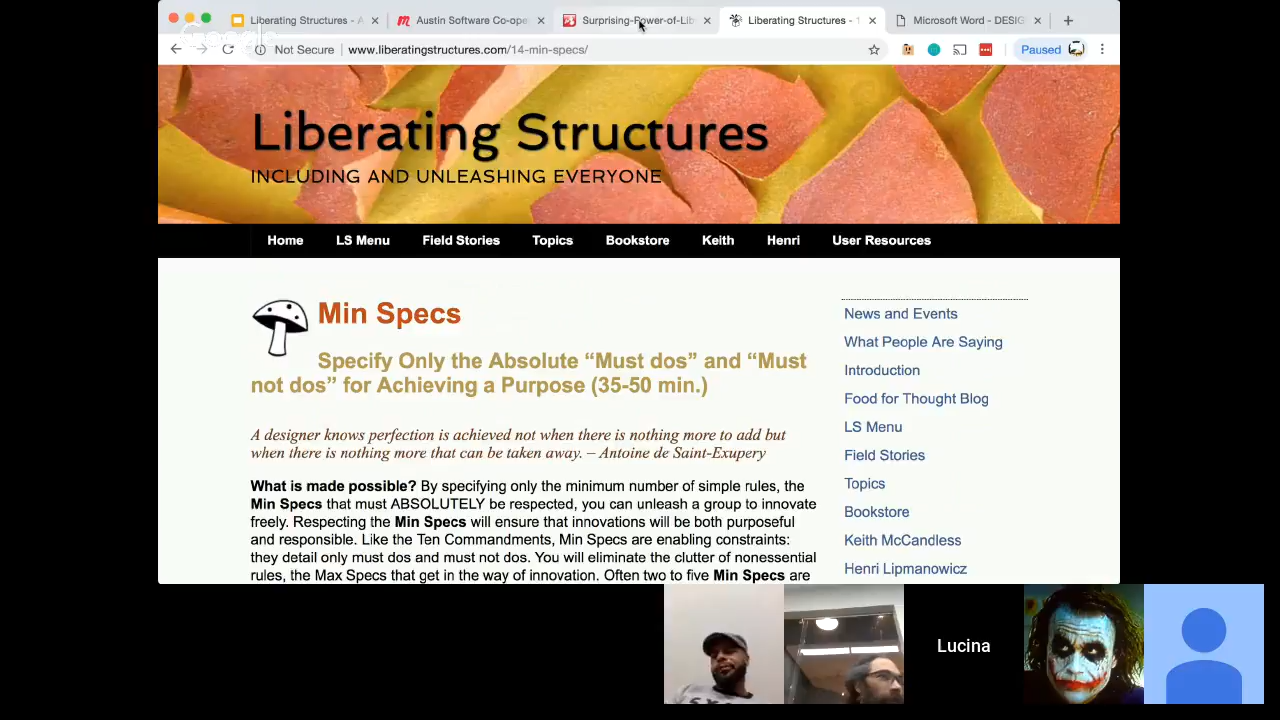 Liberating Structures - A
Austin Software Co-ope
Surprising-Power-of-Lib
Liberating Structures - 1
Microsoft Word - DESIG
Google
Not Secure
www.liberatingstructures.com/14-min-specs/
Paused
Liberating Structures
INCLUDING AND UNLEASHING EVERYONE
Home
LS Menu
Field Stories
Topics
Bookstore
Keith
Henri
User Resources
Min Specs
Specify Only the Absolute “Must dos” and “Must
not dos” for Achieving a Purpose (35-50 min.)
A designer knows perfection is achieved not when there is nothing more to add but
when there is nothing more that can be taken away. – Antoine de Saint-Exupery
What is made possible? By specifying only the minimum number of simple rules, the
Min Specs that must ABSOLUTELY be respected, you can unleash a group to innovate
freely. Respecting the Min Specs will ensure that innovations will be both purposeful
and responsible. Like the Ten Commandments, Min Specs are enabling constraints:
they detail only must dos and must not dos. You will eliminate the clutter of nonessential
rules, the Max Specs that get in the way of innovation. Often two to five Min Specs are
News and Events
What People Are Saying
Introduction
Food for Thought Blog
LS Menu
Field Stories
Topics
Bookstore
Keith McCandless
Henri Lipmanowicz
Lucina